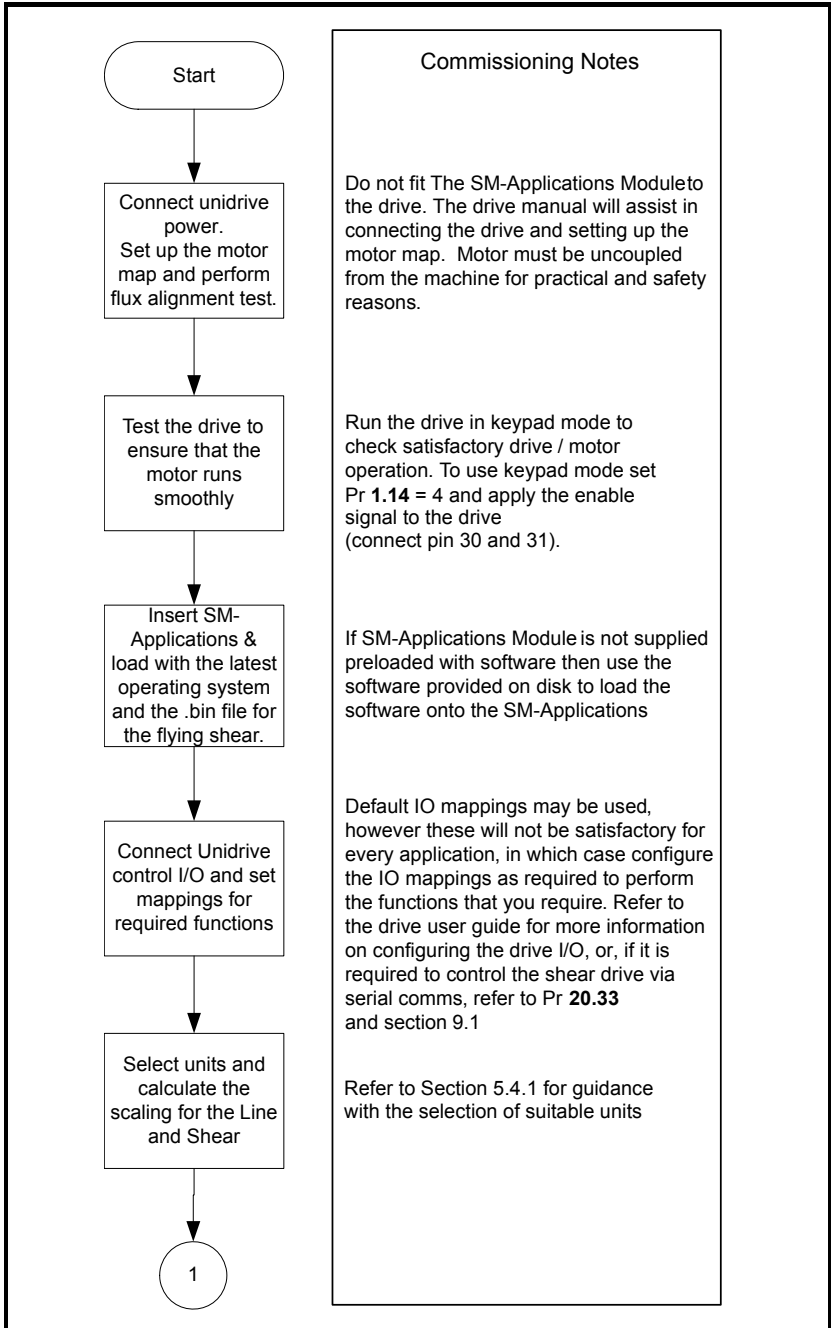 Start
Commissioning Notes
Connect unidrive
power.
Set up the motor
map and perform
flux alignment test.
Do not fit The SM-Applications Module to
the drive. The drive manual will assist in
connecting the drive and setting up the
motor map. Motor must be uncoupled
from the machine for practical and safety
reasons.
Test the drive to
ensure that the
motor runs
smoothly
Run the drive in keypad mode to
check satisfactory drive / motor
operation. To use keypad mode set
Pr 1.14 = 4 and apply the enable
signal to the drive
(connect pin 30 and 31).
Insert SM-
Applications &
load with the latest
operating system
and the .bin file for
the flying shear.
If SM-Applications Module is not supplied
preloaded with software then use the
software provided on disk to load the
software onto the SM-Applications
Connect Unidrive
control I/O and set
mappings for
required functions
Default IO mappings may be used,
however these will not be satisfactory for
every application, in which case configure
the IO mappings as required to perform
the functions that you require. Refer to
the drive user guide for more information
on configuring the drive I/O, or, if it is
required to control the shear drive via
serial comms, refer to Pr 20.33
and section 9.1
Select units and
calculate the
scaling for the Line
and Shear
Refer to Section 5.4.1 for guidance
with the selection of suitable units
1